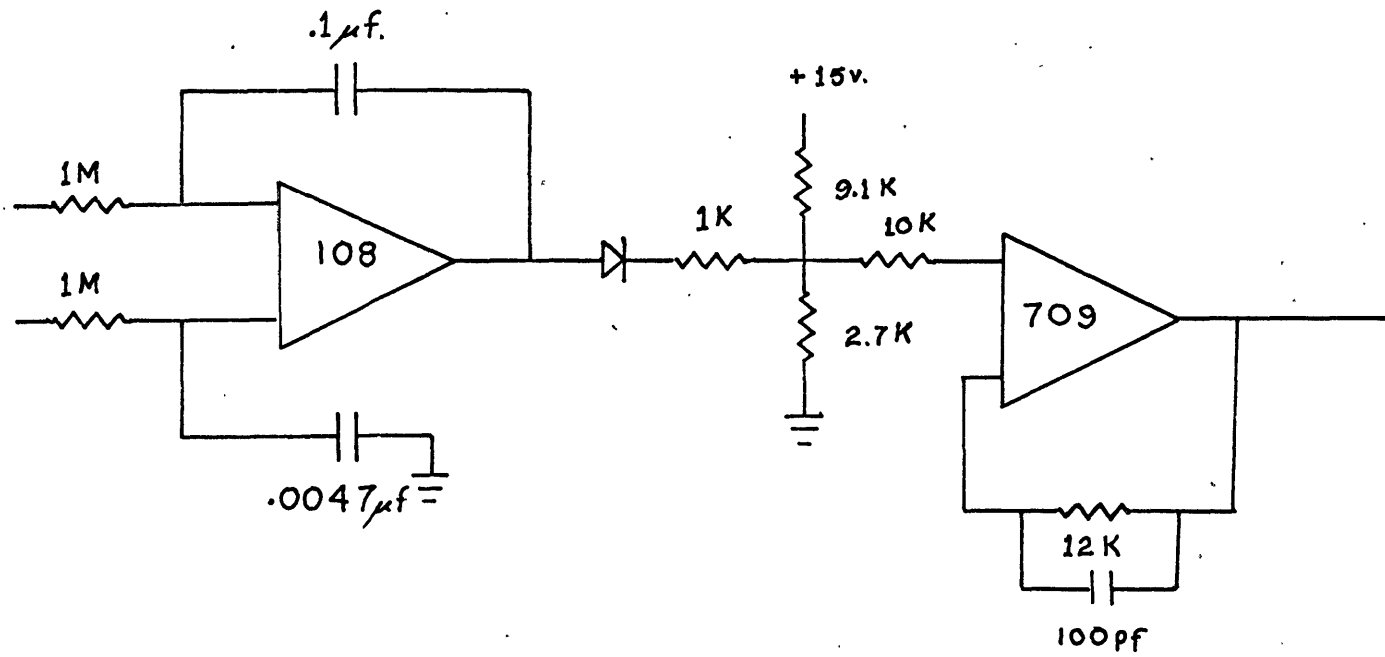 .1μf.
+15v.
1M
9.1K
1K
10K
108
1M
709
2.7K
.0047μf
12K
100pf